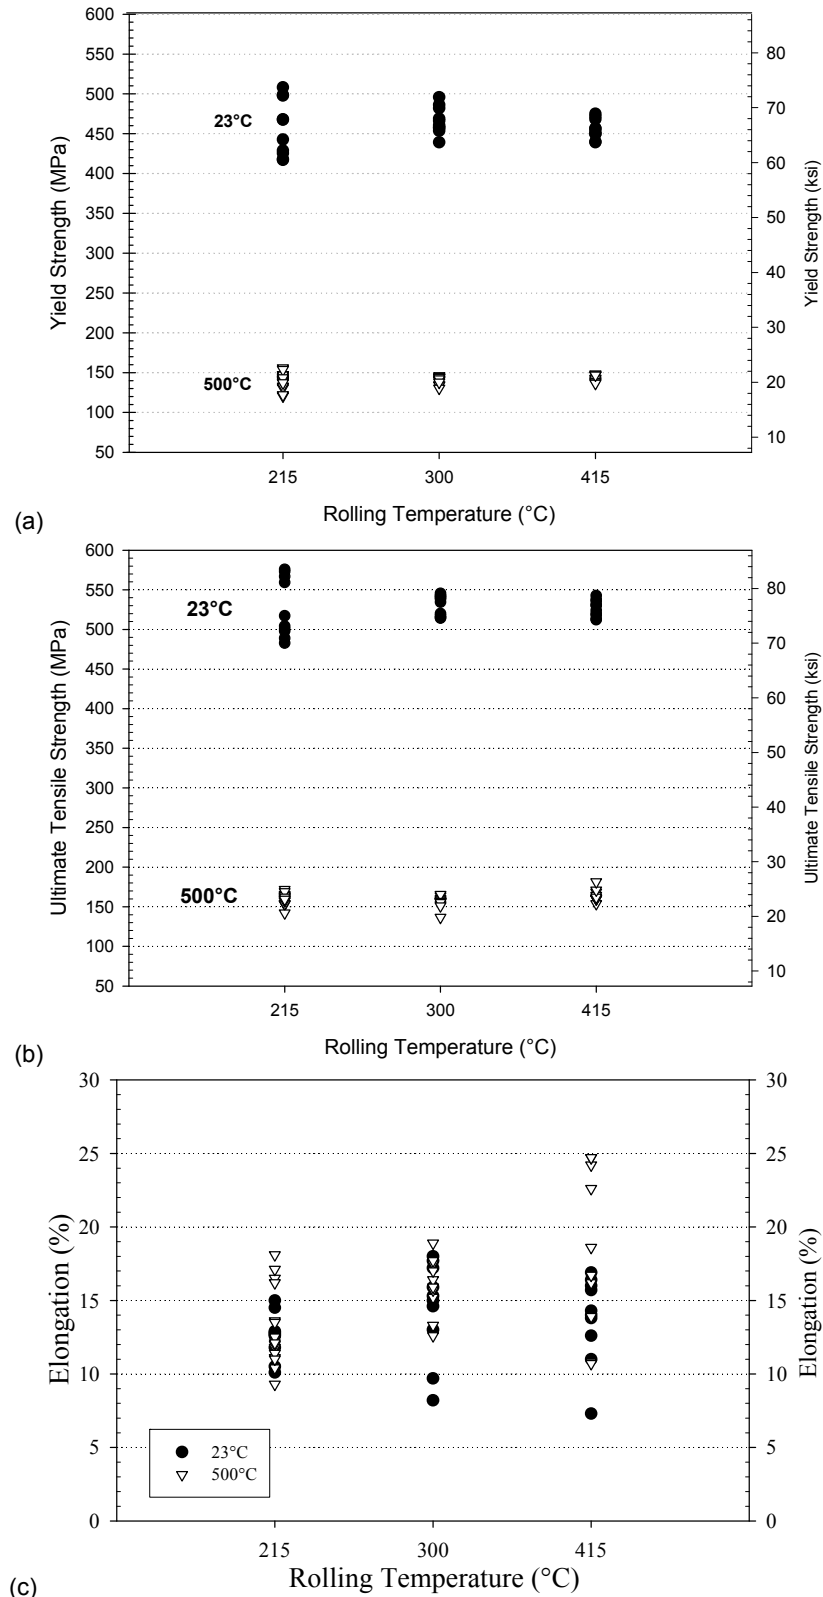 600
550
500
450
400
350
300
250
200
150
100
50
80
70
60
50
40
30
20
10
23°C
500°C
Yield Strength (MPa)
Yield Strength (ksi)
215 300 415
Rolling Temperature (°C)
(a)
600
550
500
450
400
350
300
250
200
150
100
50
80
70
60
50
40
30
20
10
23°C
500°C
Ultimate Tensile Strength (MPa)
Ultimate Tensile Strength (ksi)
215 300 415
Rolling Temperature (°C)
(b)
30
25
20
15
10
5
0
30
25
20
15
10
5
0
Elongation (%)
Elongation (%)
23°C
500°C
215 300 415
Rolling Temperature (°C)
(c)